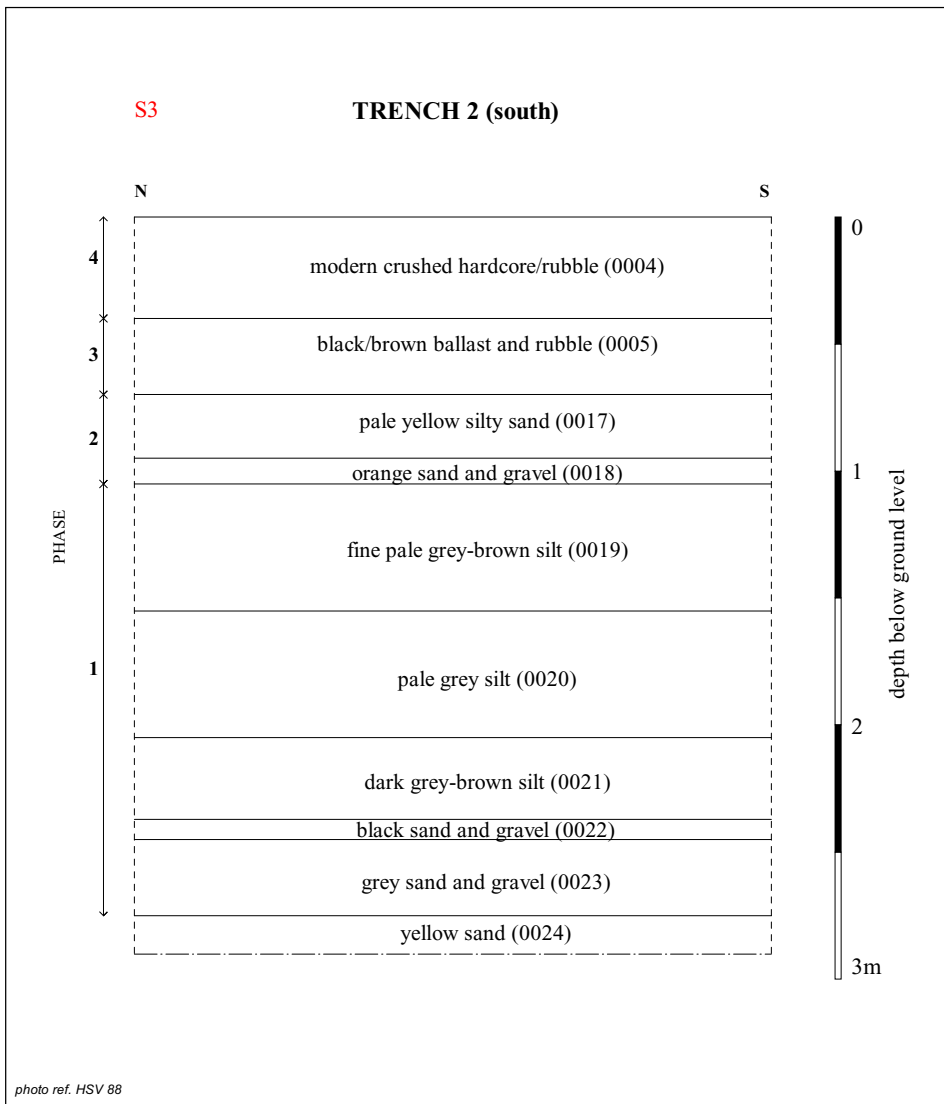 S3
TRENCH 2 (south)
N
S
4
modern crushed hardcore/rubble (0004)
0
3
black/brown ballast and rubble (0005)
2
pale yellow silty sand (0017)
orange sand and gravel (0018)
1
PHASE
fine pale grey-brown silt (0019)
depth below ground level
1
pale grey silt (0020)
2
dark grey-brown silt (0021)
black sand and gravel (0022)
grey sand and gravel (0023)
yellow sand (0024)
3m
photo ref. HSV 88